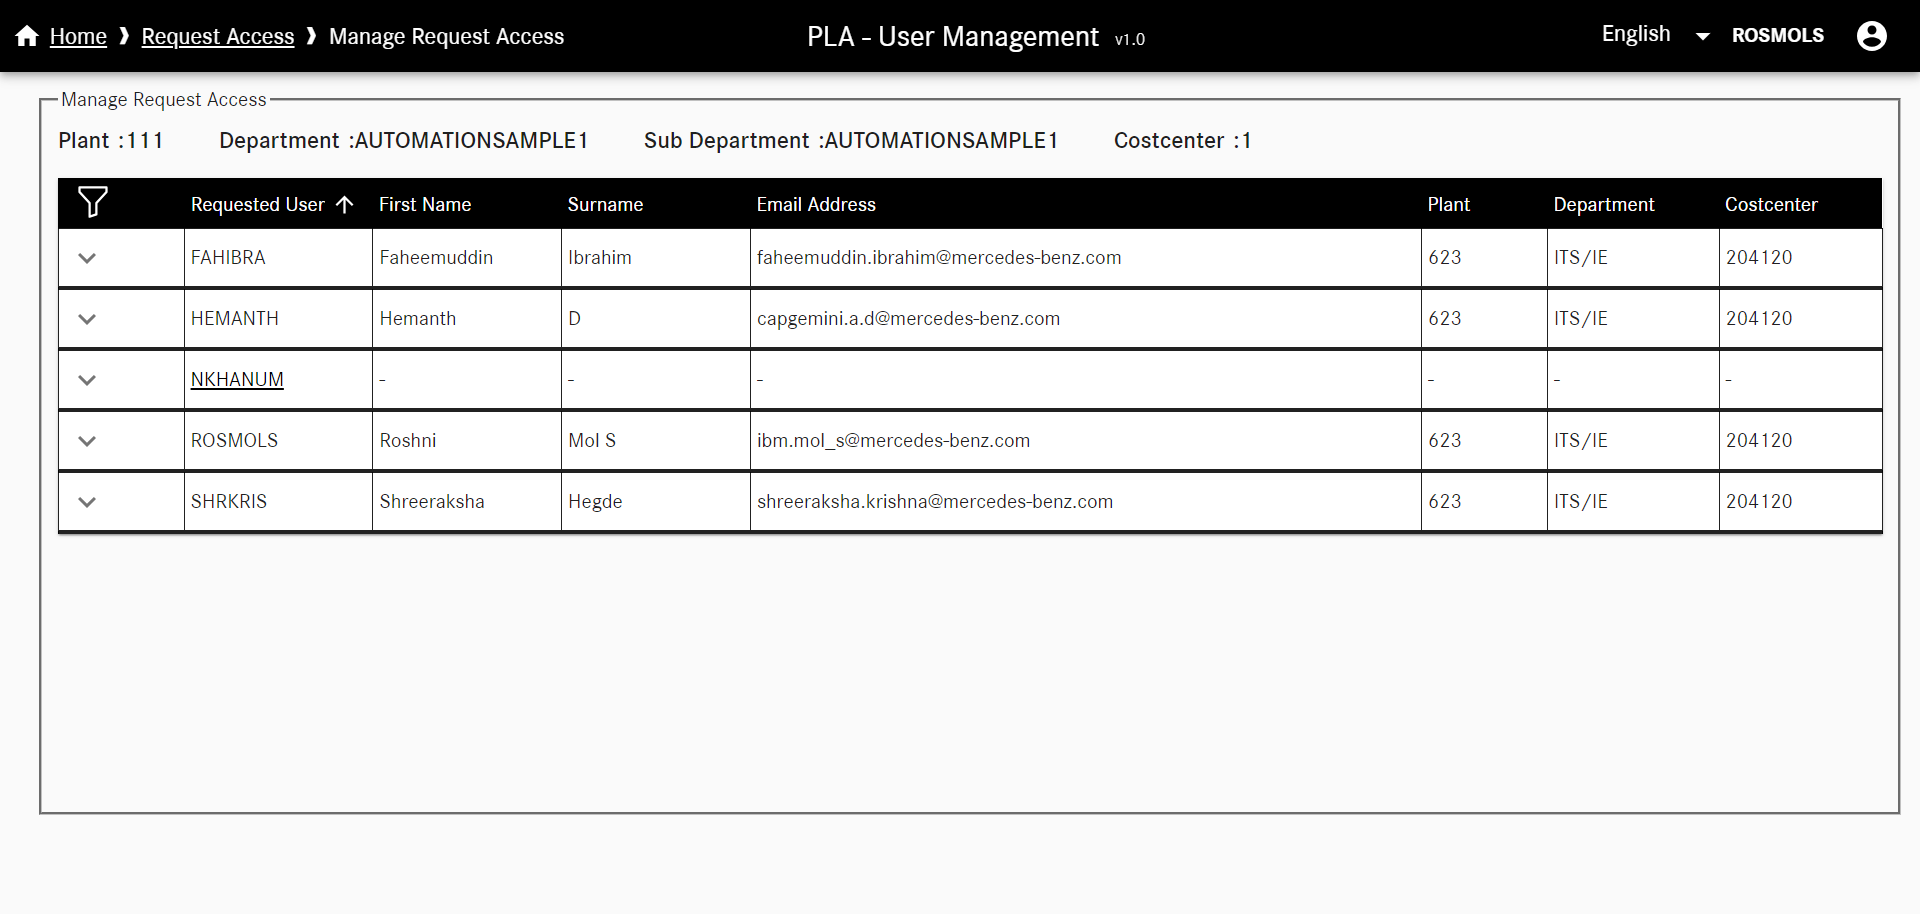 Home ❱ Request Access ❱ Manage Request Access PLA - User Management v1.0 English ROSMOLS
Manage Request Access
Plant :111 Department :AUTOMATIONSAMPLE1 Sub Department :AUTOMATIONSAMPLE1 Costcenter :1
Requested User First Name Surname Email Address Plant Department Costcenter
FAHIBRA Faheemuddin Ibrahim faheemuddin.ibrahim@mercedes-benz.com 623 ITS/IE 204120
HEMANTH Hemanth D capgemini.a.d@mercedes-benz.com 623 ITS/IE 204120
NKHANUM - - - - - -
ROSMOLS Roshni Mol S ibm.mol_s@mercedes-benz.com 623 ITS/IE 204120
SHRKRIS Shreeraksha Hegde shreeraksha.krishna@mercedes-benz.com 623 ITS/IE 204120